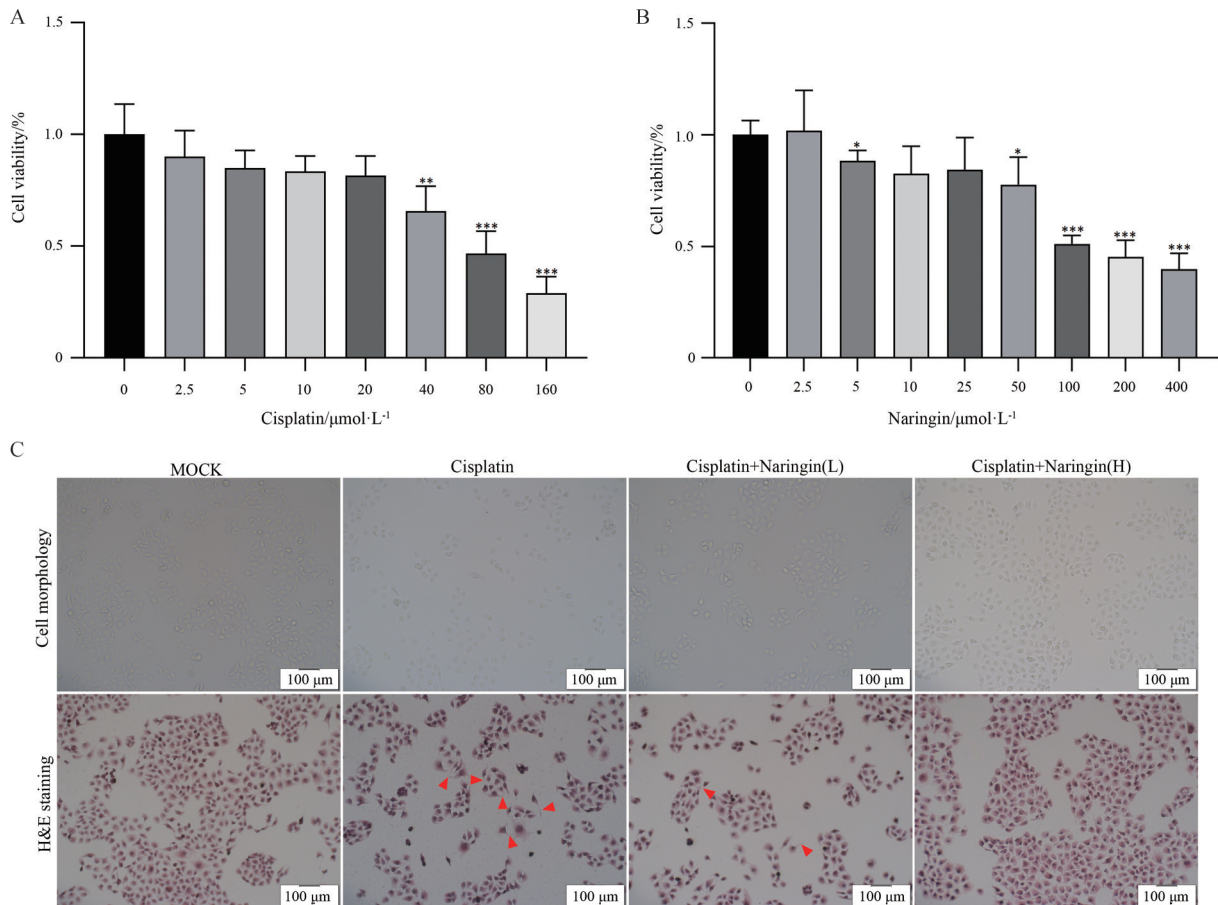 A
1.5
1.0
0.5
0
Cell viability/%
**
***
***
0 2.5 5 10 20 40 80 160
Cisplatin/μmol·L⁻¹
B
1.5
1.0
0.5
0
Cell viability/%
*
*
***
***
***
0 2.5 5 10 25 50 100 200 400
Naringin/μmol·L⁻¹
C
MOCK Cisplatin Cisplatin+Naringin(L) Cisplatin+Naringin(H)
Cell morphology
100 μm 100 μm 100 μm 100 μm
H&E staining
100 μm 100 μm 100 μm 100 μm